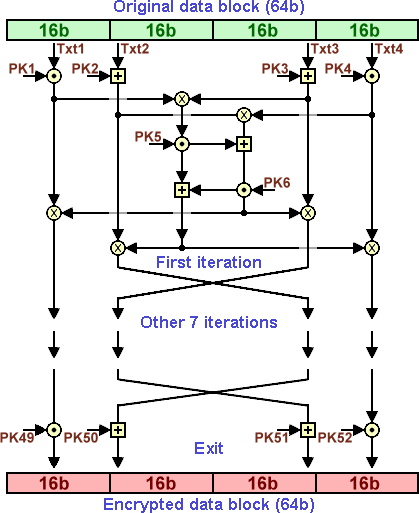 Original data block (64b)
16b 16b 16b 16b
Txt1 Txt2 Txt3 Txt4
PK1 PK2 PK3 PK4
X
X
PK5
PK6
X X
X X
First iteration
Other 7 iterations
PK49 PK50 PK51 PK52
Exit
16b 16b 16b 16b
Encrypted data block (64b)